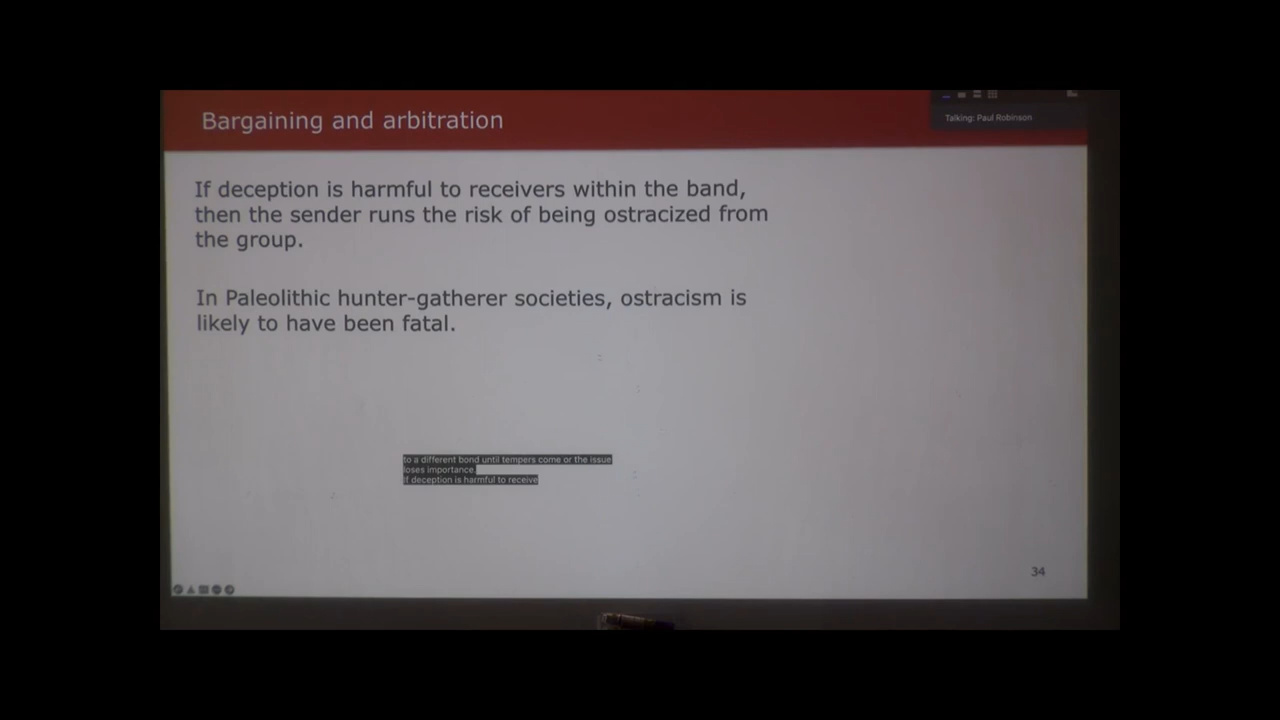 Bargaining and arbitration
Talking: Paul Robinson
If deception is harmful to receivers within the band,
then the sender runs the risk of being ostracized from
the group.
In Paleolithic hunter-gatherer societies, ostracism is
likely to have been fatal.
to a different bond until tempers come or the issue
loses importance.
If deception is harmful to receive
34